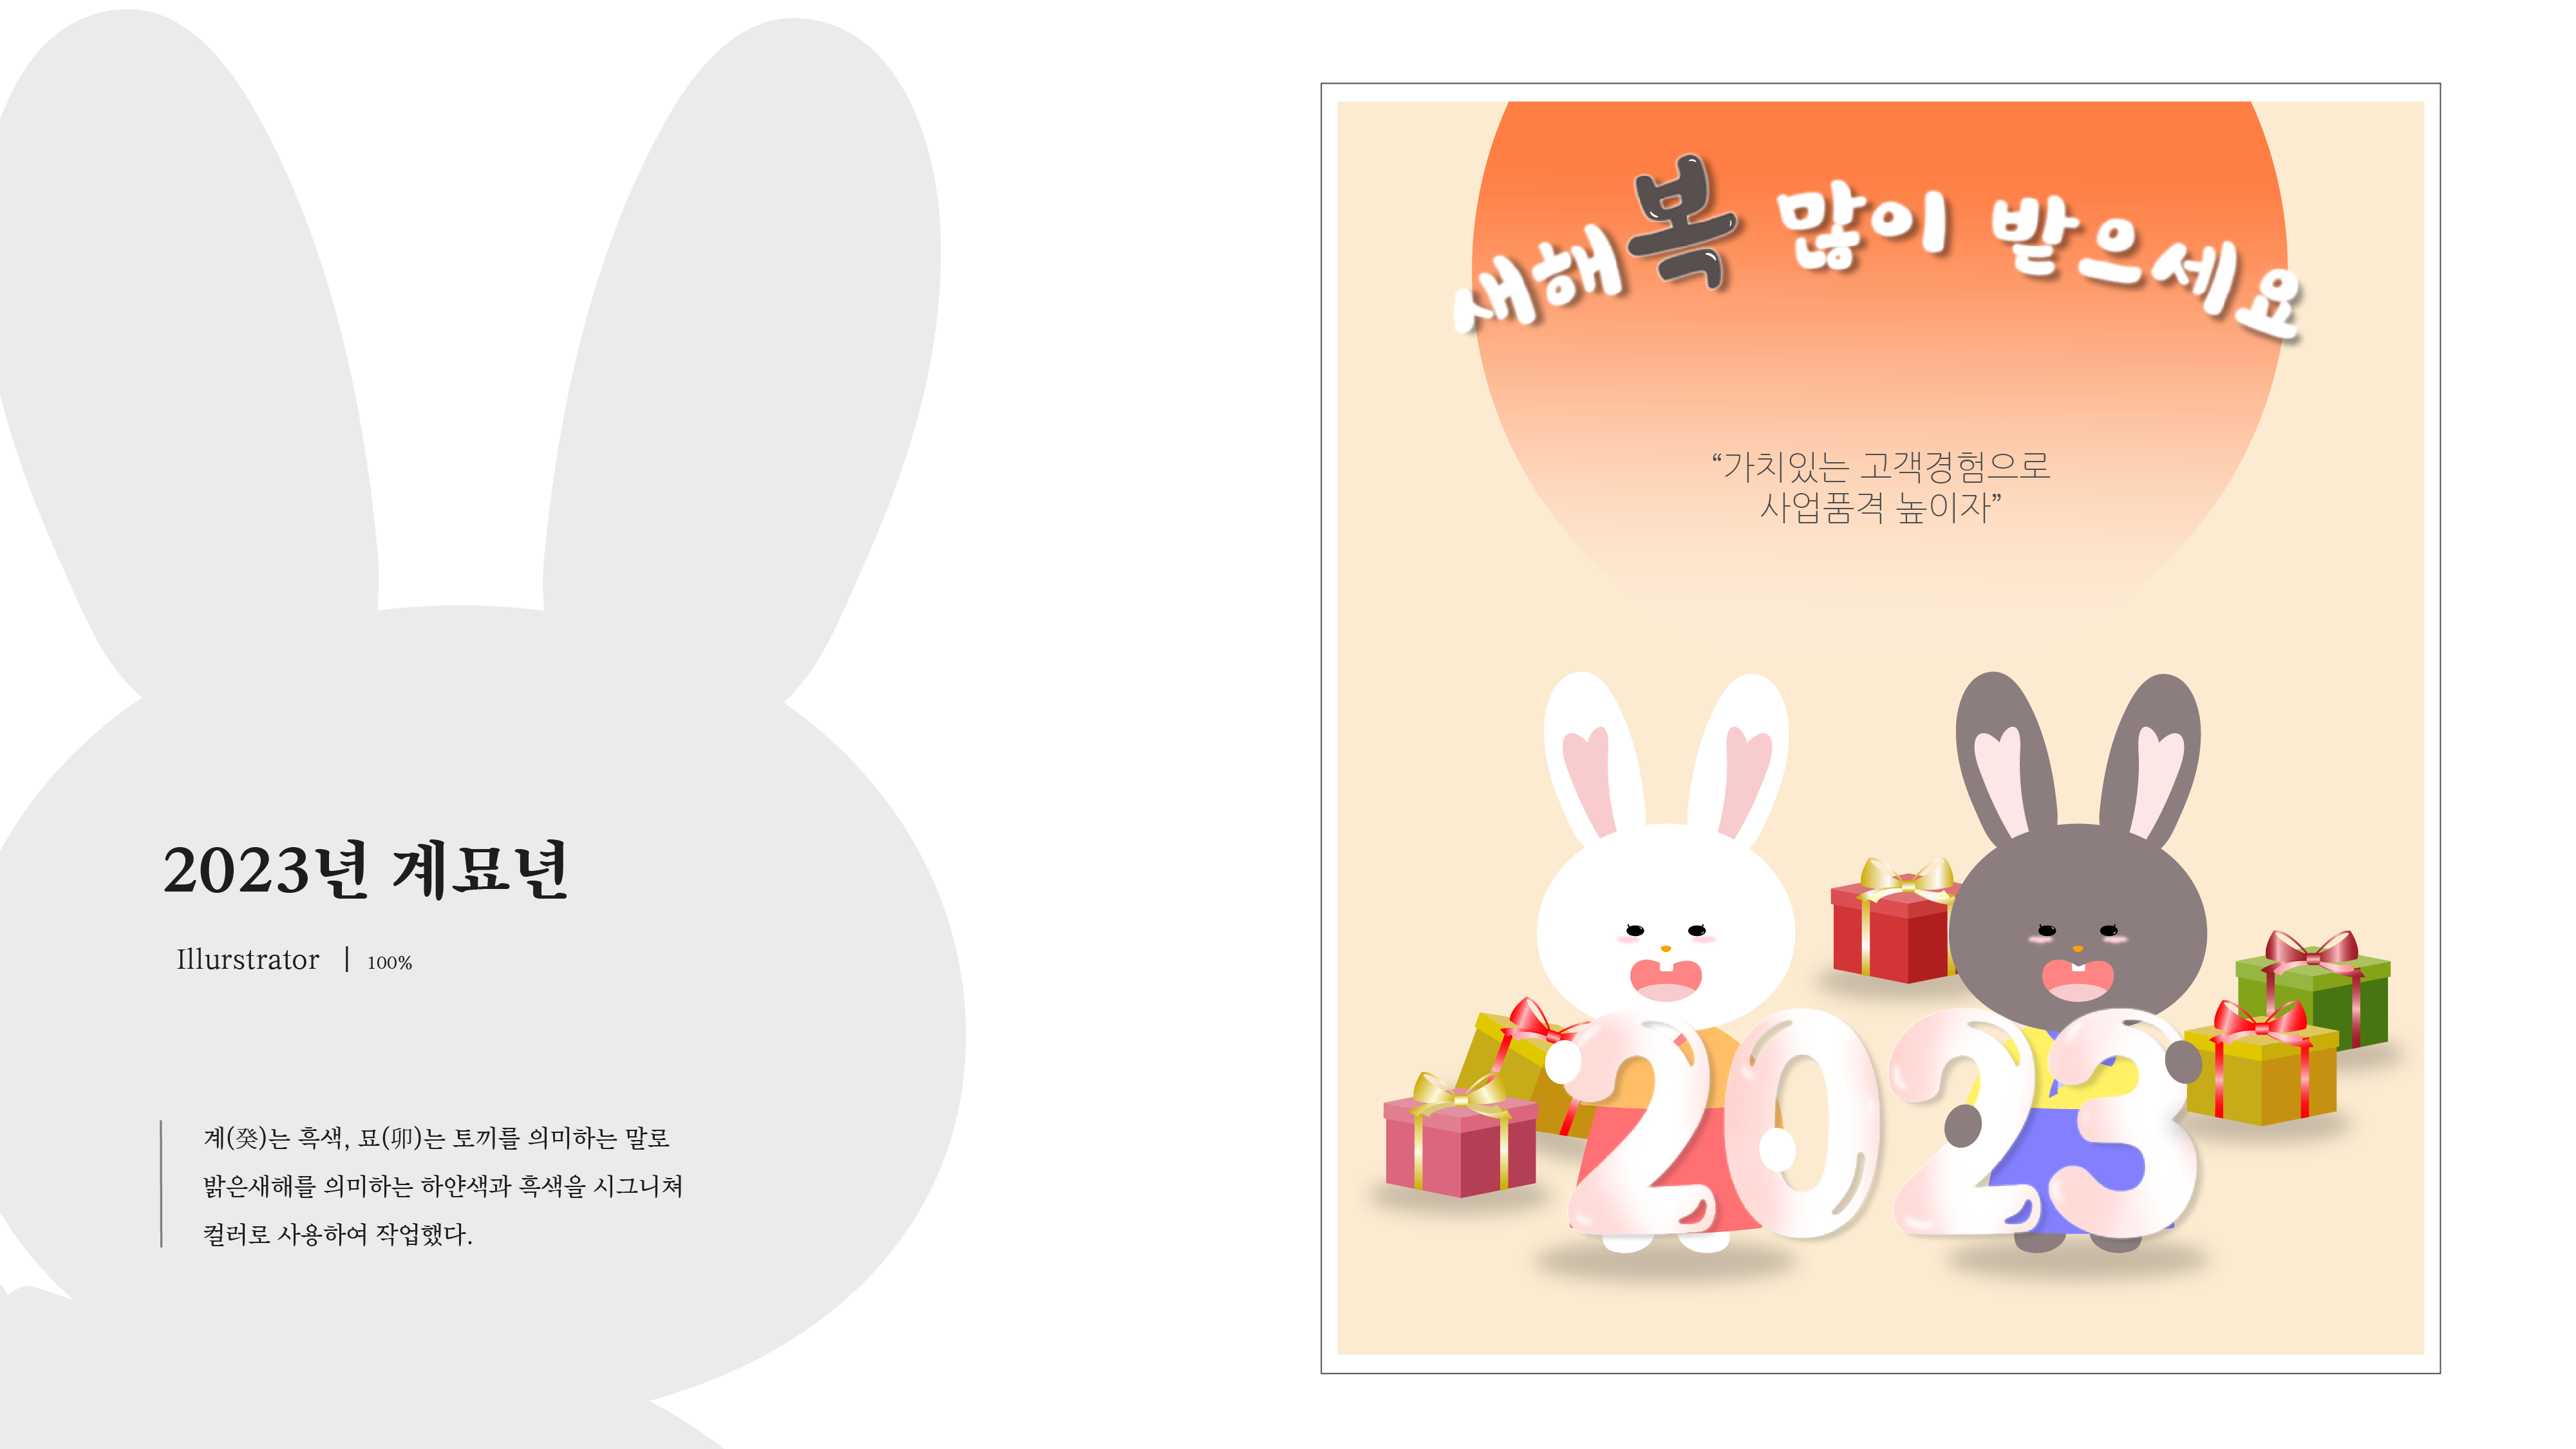 2023년 계묘년
Illurstrator | 100%
계(癸)는 흑색, 묘(卯)는 토끼를 의미하는 말로
밝은새해를 의미하는 하얀색과 흑색을 시그니쳐
컬러로 사용하여 작업했다.
새해 복 많이 받으세요
“가치있는 고객경험으로
사업품격 높이자”
2023